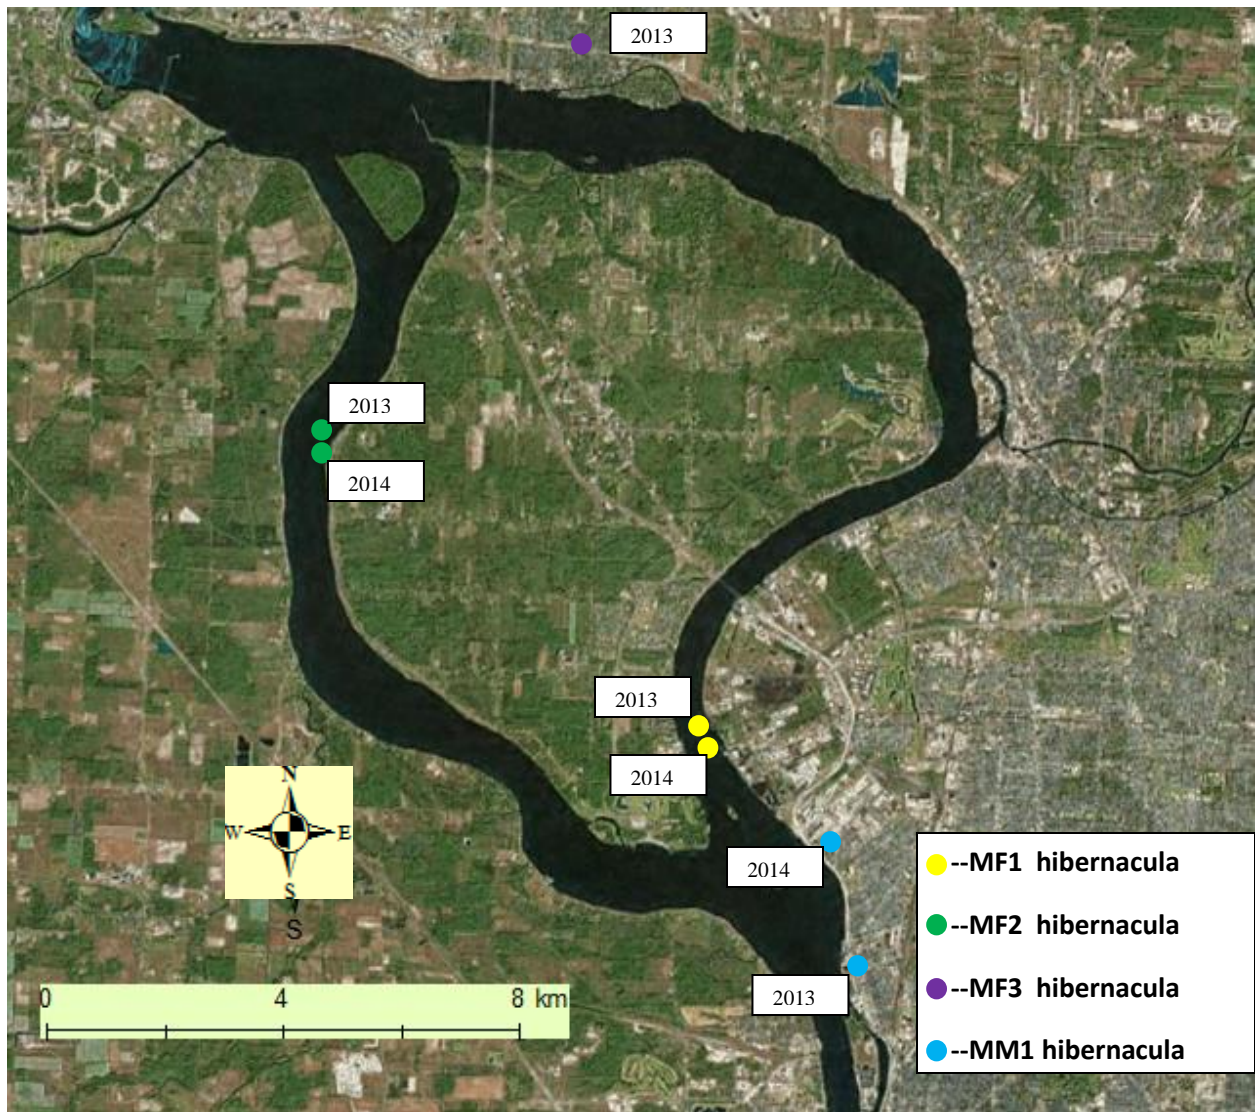 2013
2013
2014
2013
2014
2014
2013
N
W E
S
S
0 4 8 km
--MF1 hibernacula
--MF2 hibernacula
--MF3 hibernacula
--MM1 hibernacula